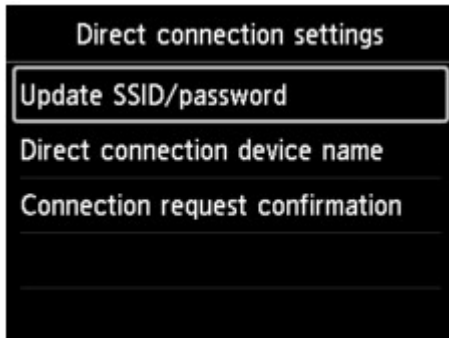 Direct connection settings
Update SSID/password
Direct connection device name
Connection request confirmation